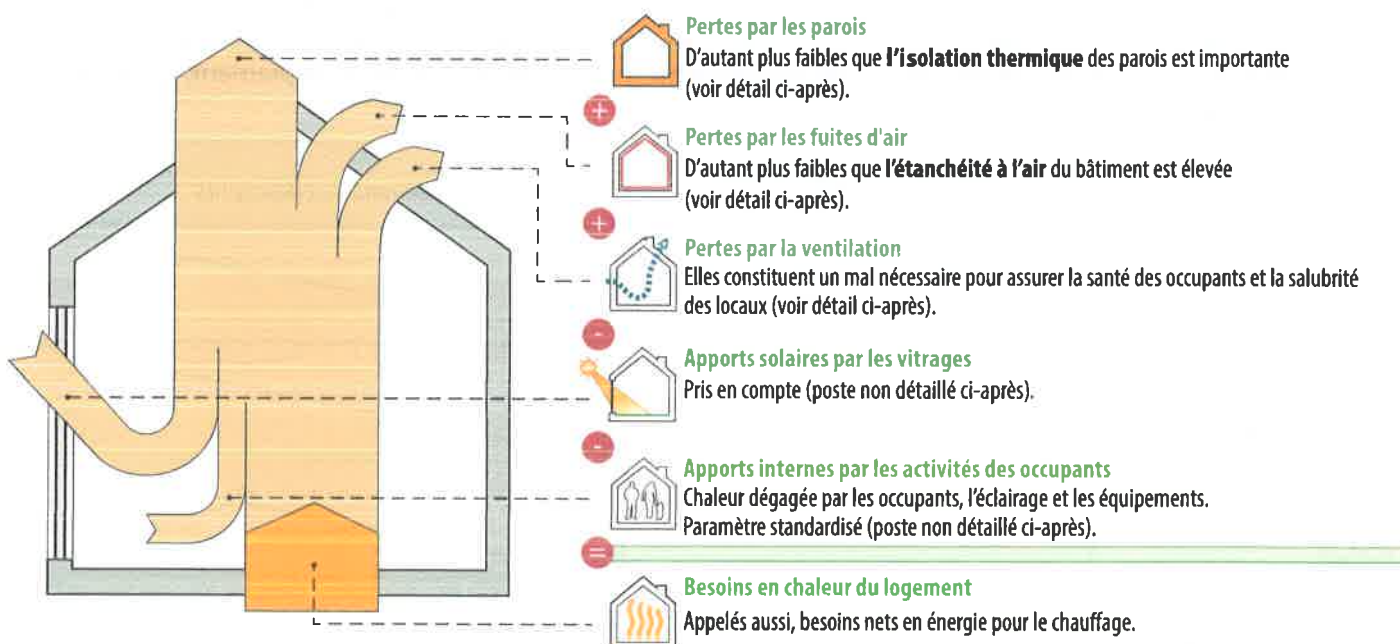 Pertes par les parois
D'autant plus faibles que l'isolation thermique des parois est importante
(voir détail ci-après).
+
Pertes par les fuites d'air
D'autant plus faibles que l'étanchéité à l'air du bâtiment est élevée
(voir détail ci-après).
+
Pertes par la ventilation
Elles constituent un mal nécessaire pour assurer la santé des occupants et la salubrité
des locaux (voir détail ci-après).
-
Apports solaires par les vitrages
Pris en compte (poste non détaillé ci-après).
-
Apports internes par les activités des occupants
Chaleur dégagée par les occupants, l'éclairage et les équipements.
Paramètre standardisé (poste non détaillé ci-après).
=
Besoins en chaleur du logement
Appelés aussi, besoins nets en énergie pour le chauffage.